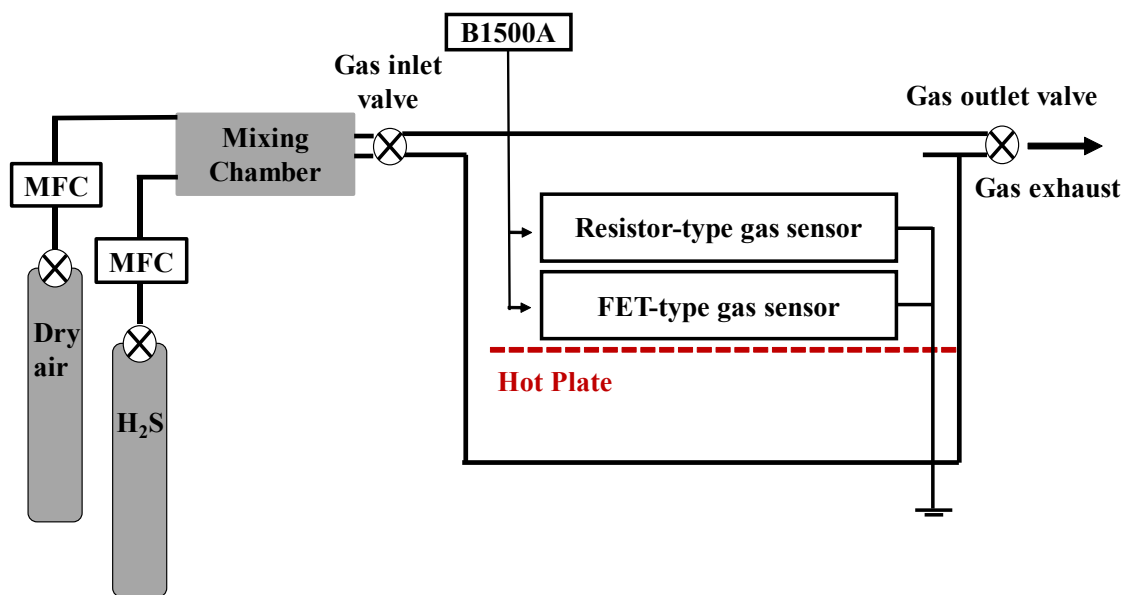 B1500A
Gas inlet
valve
Gas outlet valve
Mixing
Chamber
MFC
Gas exhaust
Resistor-type gas sensor
MFC
FET-type gas sensor
Dry
air
Hot Plate
H₂S